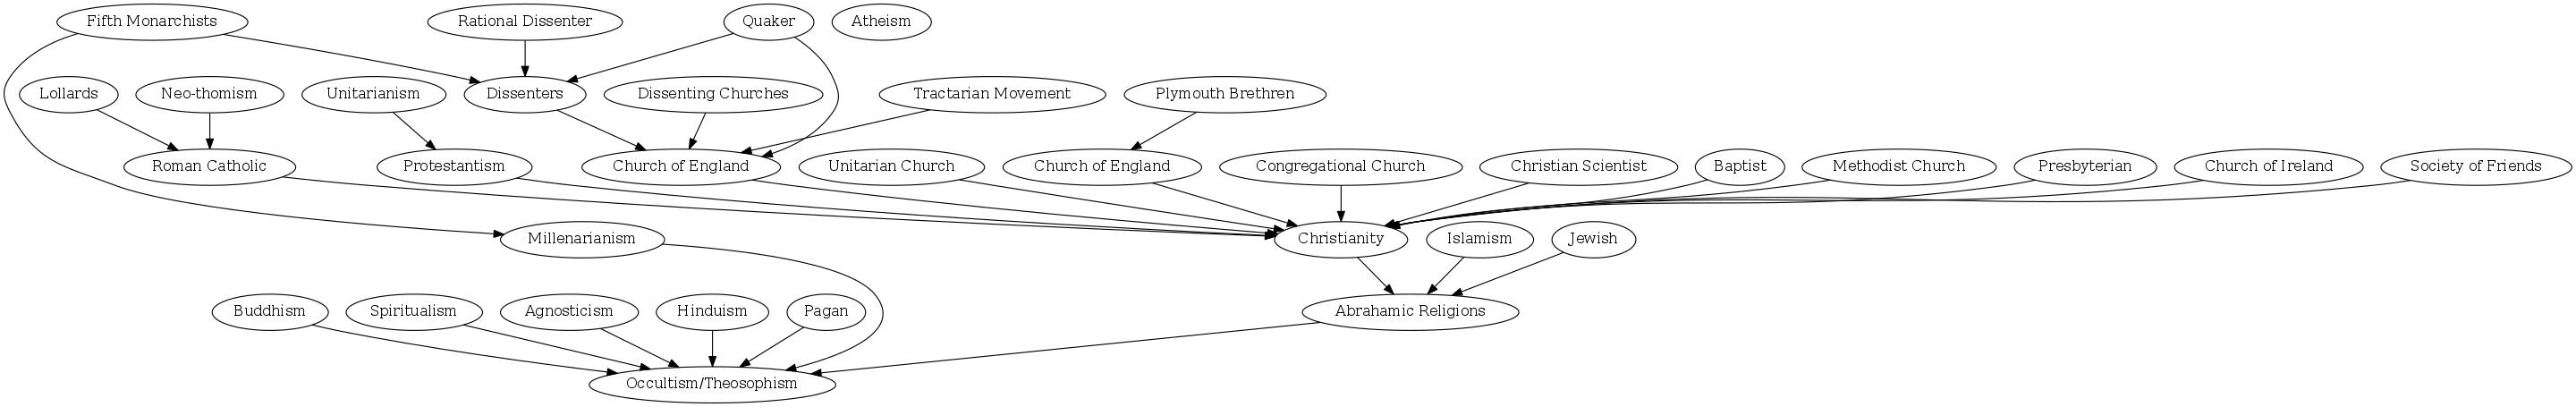 Fifth Monarchists
Rational Dissenter
Quaker
Atheism
Lollards
Neo-thomism
Unitarianism
Dissenters
Dissenting Churches
Tractarian Movement
Plymouth Brethren
Roman Catholic
Protestantism
Church of England
Unitarian Church
Church of England
Congregational Church
Christian Scientist
Baptist
Methodist Church
Presbyterian
Church of Ireland
Society of Friends
Millenarianism
Christianity
Islamism
Jewish
Buddhism
Spiritualism
Agnosticism
Hinduism
Pagan
Abrahamic Religions
Occultism/Theosophism